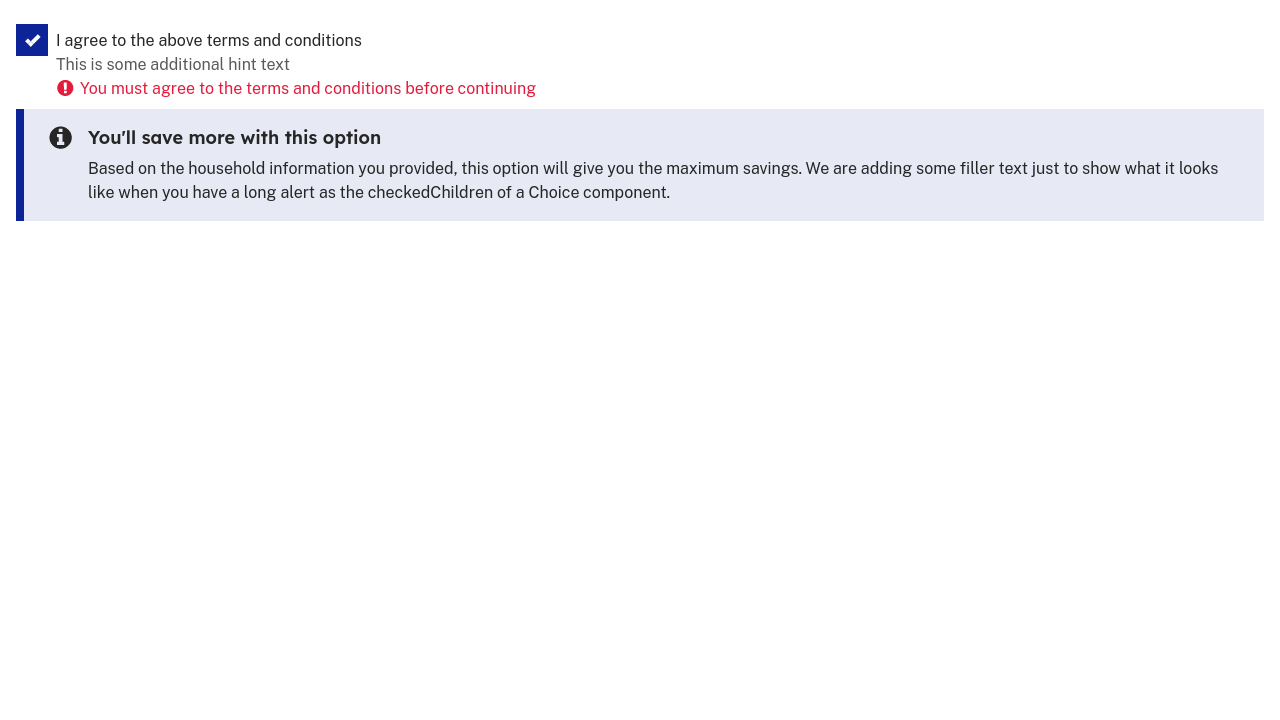 I agree to the above terms and conditions
This is some additional hint text
You must agree to the terms and conditions before continuing
You'll save more with this option
Based on the household information you provided, this option will give you the maximum savings. We are adding some filler text just to show what it looks
like when you have a long alert as the checkedChildren of a Choice component.